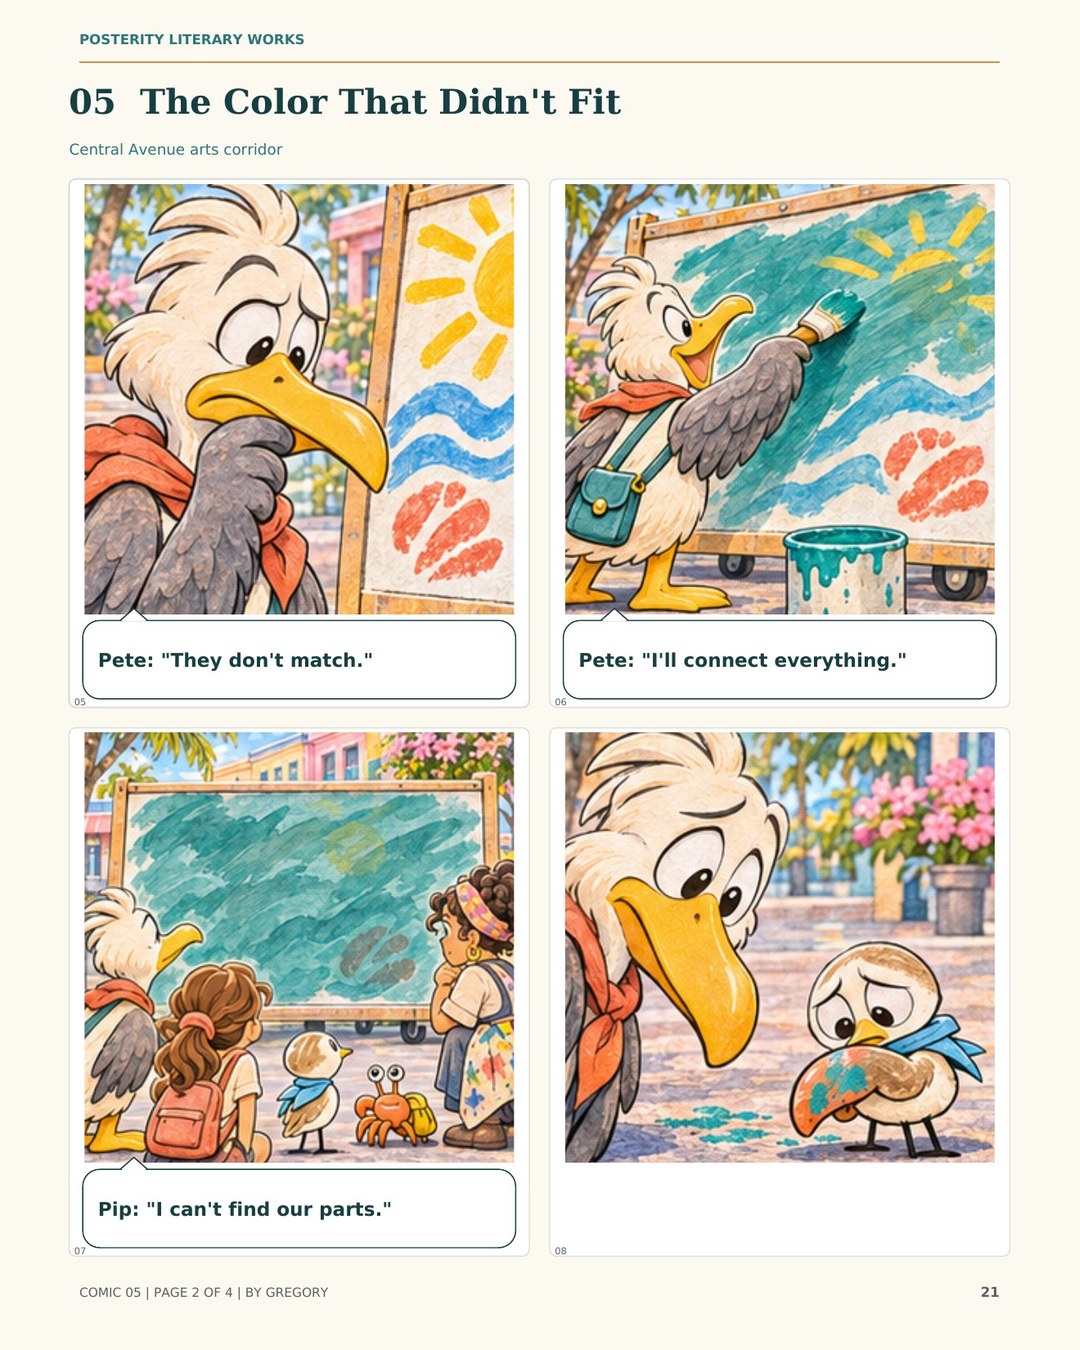 POSTERITY LITERARY WORKS
05 The Color That Didn't Fit
Central Avenue arts corridor
Pete: "They don't match."
05
Pete: "I'll connect everything."
06
Pip: "I can't find our parts."
07
08
COMIC 05 | PAGE 2 OF 4 | BY GREGORY
21